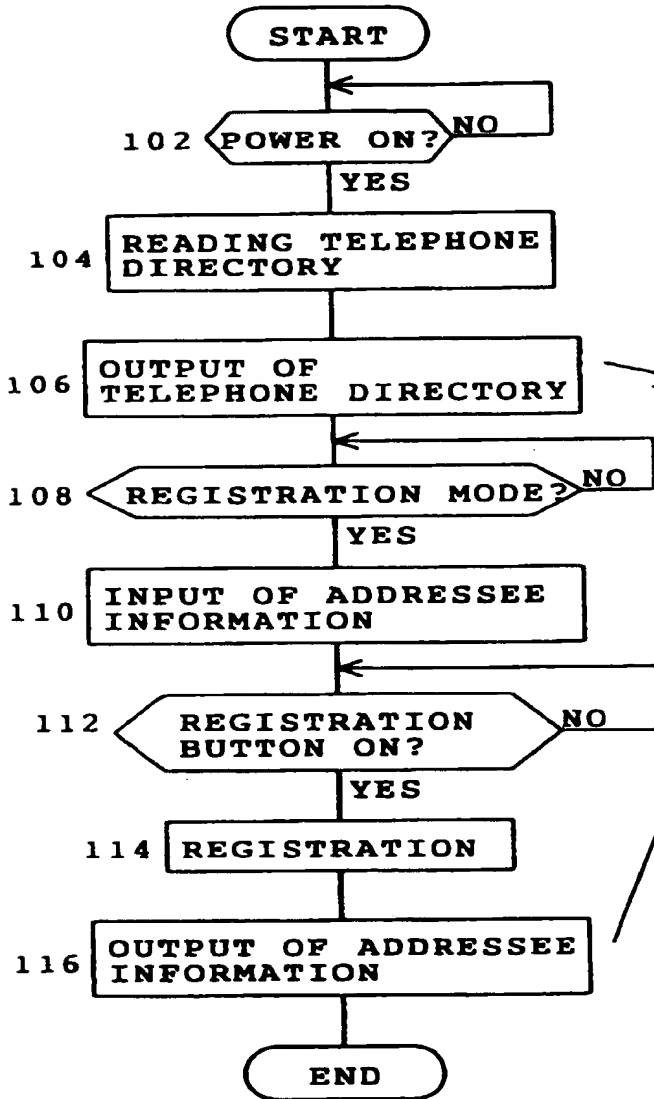 START
102 POWER ON? NO
YES
104 READING TELEPHONE
DIRECTORY
106 OUTPUT OF
TELEPHONE DIRECTORY
108 REGISTRATION MODE? NO
YES
110 INPUT OF ADDRESSEE
INFORMATION
112 REGISTRATION
BUTTON ON? NO
YES
114 REGISTRATION
116 OUTPUT OF ADDRESSEE
INFORMATION
END